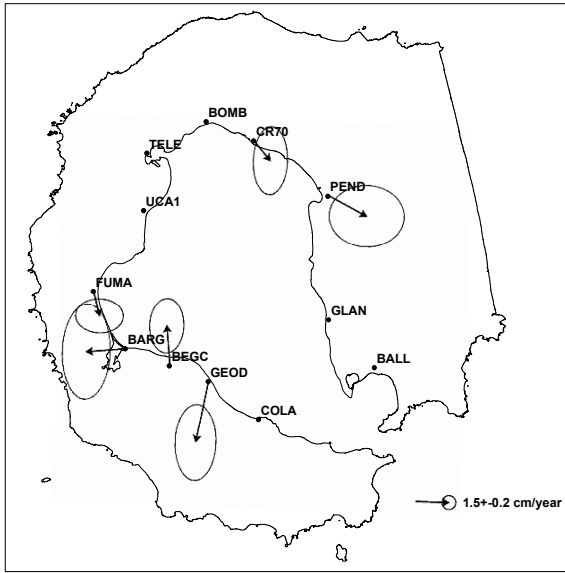 BOMB
CR70
TELE
PEND
UCA1
FUMA
GLAN
BARG
BEGC
BALL
GEOD
COLA
1.5+-0.2 cm/year